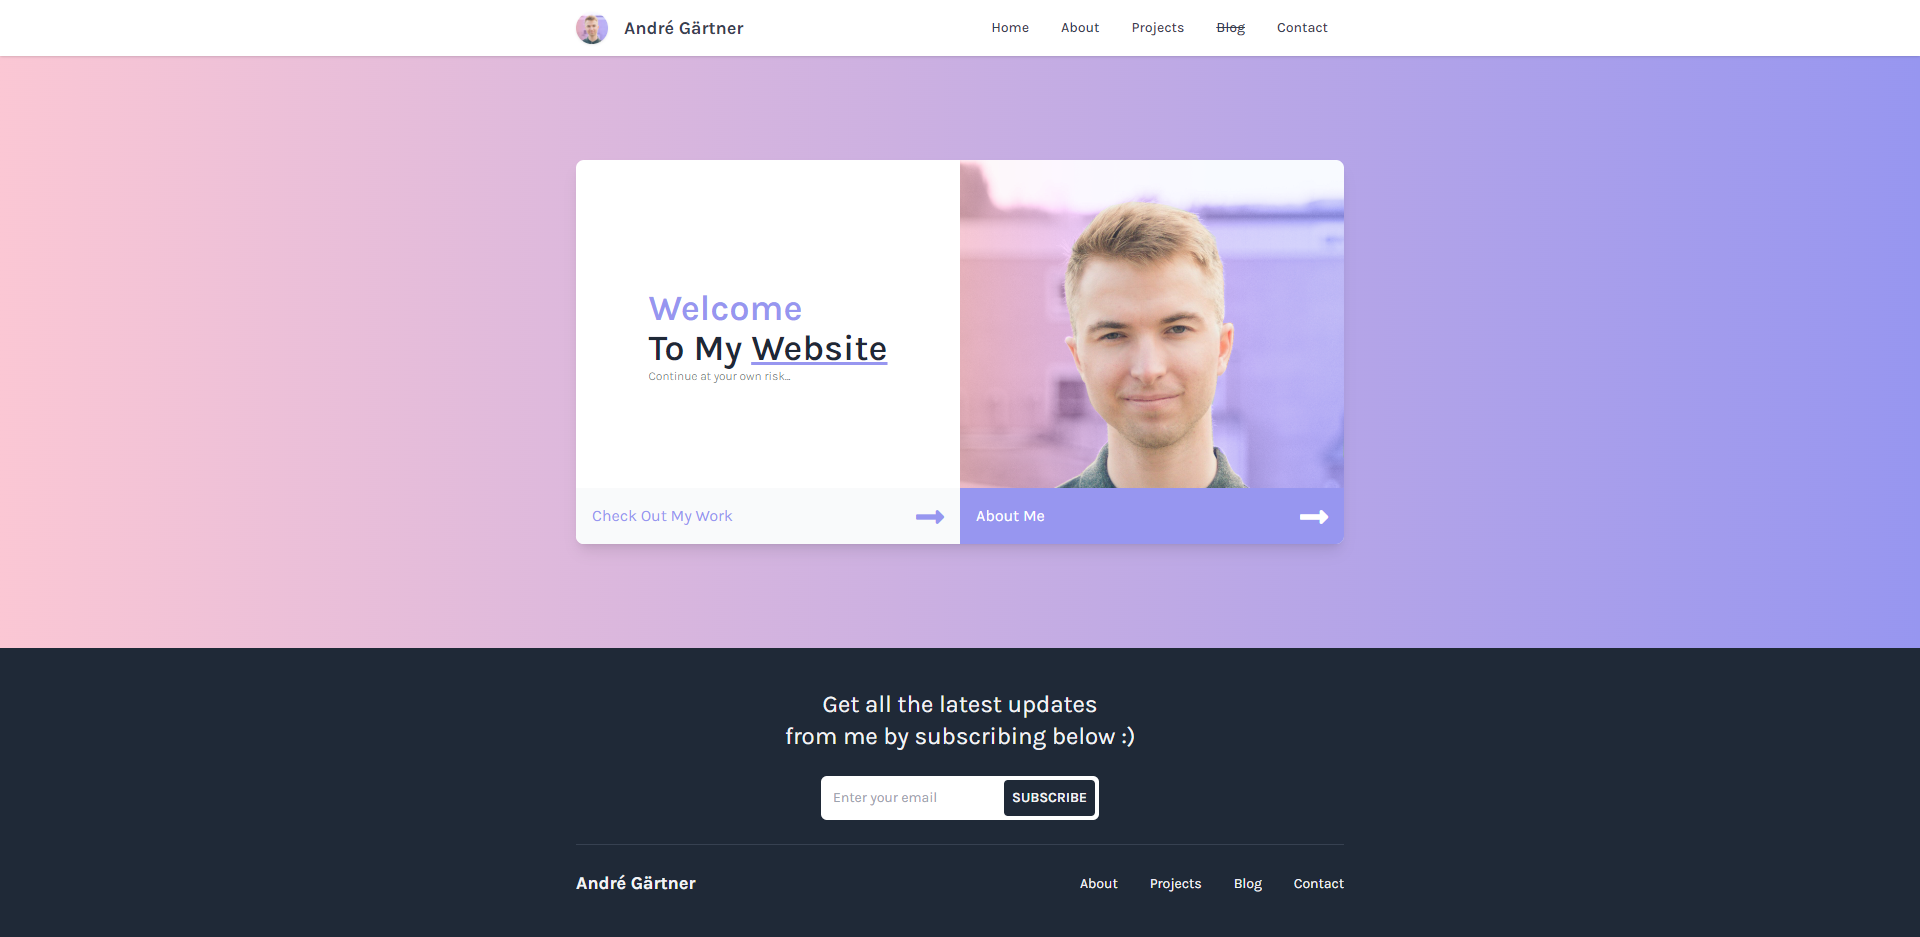 André Gärtner
Home About Projects Blog Contact
Welcome
To My Website
Continue at your own risk...
Check Out My Work
About Me
Get all the latest updates
from me by subscribing below :)
Enter your email
SUBSCRIBE
André Gärtner
About Projects Blog Contact